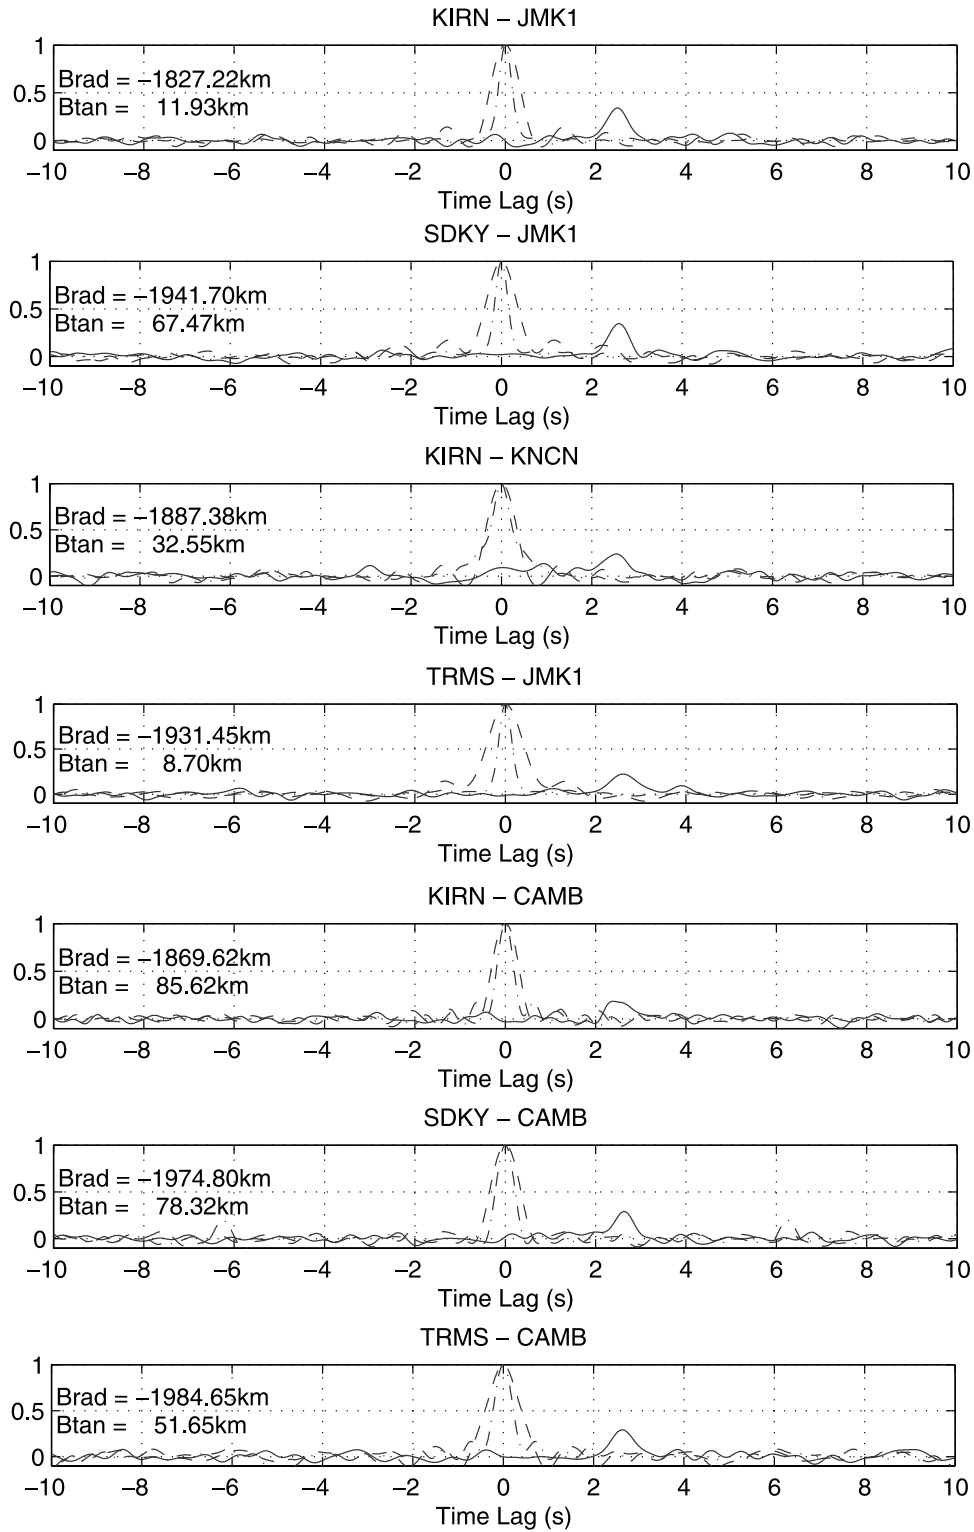 KIRN – JMK1
1
Brad = −1827.22km
0.5
Btan = 11.93km
0
−10 −8 −6 −4 −2 0 2 4 6 8 10
Time Lag (s)
SDKY – JMK1
1
Brad = −1941.70km
0.5
Btan = 67.47km
0
−10 −8 −6 −4 −2 0 2 4 6 8 10
Time Lag (s)
KIRN – KNCN
1
Brad = −1887.38km
0.5
Btan = 32.55km
0
−10 −8 −6 −4 −2 0 2 4 6 8 10
Time Lag (s)
TRMS – JMK1
1
Brad = −1931.45km
0.5
Btan = 8.70km
0
−10 −8 −6 −4 −2 0 2 4 6 8 10
Time Lag (s)
KIRN – CAMB
1
Brad = −1869.62km
0.5
Btan = 85.62km
0
−10 −8 −6 −4 −2 0 2 4 6 8 10
Time Lag (s)
SDKY – CAMB
1
Brad = −1974.80km
0.5
Btan = 78.32km
0
−10 −8 −6 −4 −2 0 2 4 6 8 10
Time Lag (s)
TRMS – CAMB
1
Brad = −1984.65km
0.5
Btan = 51.65km
0
−10 −8 −6 −4 −2 0 2 4 6 8 10
Time Lag (s)